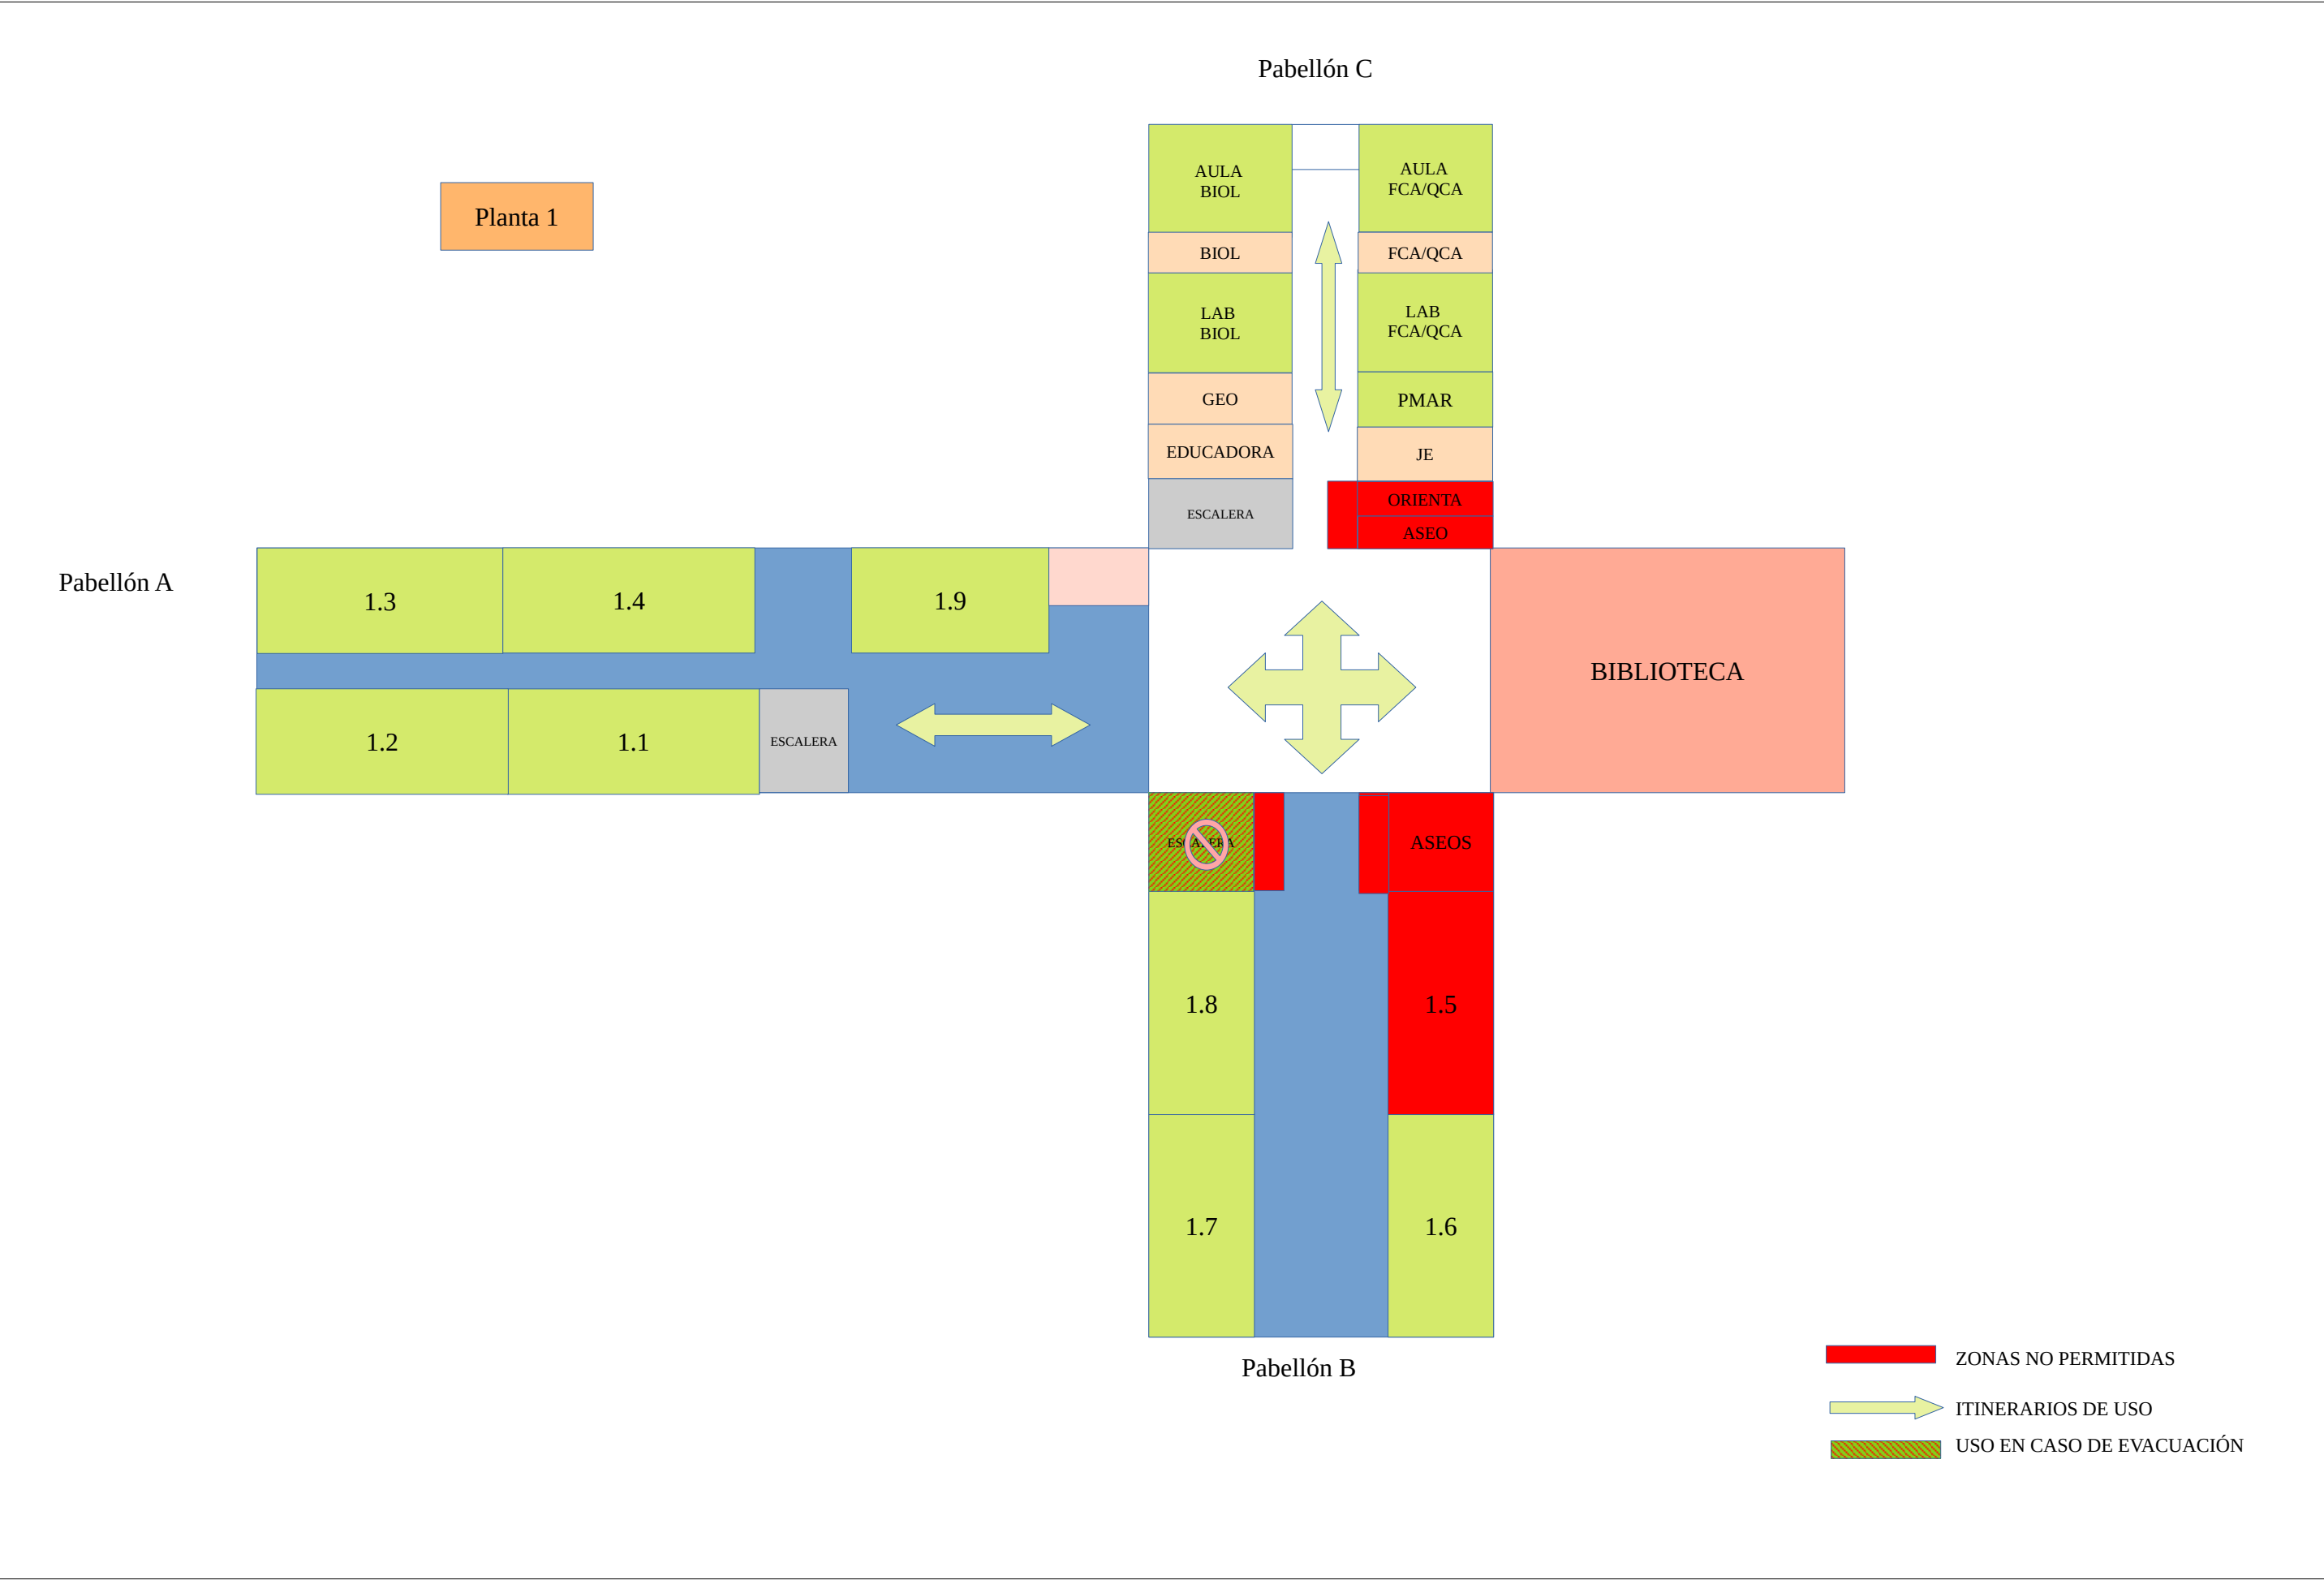 Pabellón C
Planta 1
AULA
BIOL
AULA
FCA/QCA
BIOL
FCA/QCA
LAB
BIOL
LAB
FCA/QCA
GEO
PMAR
EDUCADORA
JE
ESCALERA
ORIENTA
ASEO
Pabellón A
1.3
1.4
1.9
BIBLIOTECA
1.2
1.1
ESCALERA
ESCALERA
ASEOS
1.8
1.5
1.7
1.6
Pabellón B
ZONAS NO PERMITIDAS
ITINERARIOS DE USO
USO EN CASO DE EVACUACIÓN